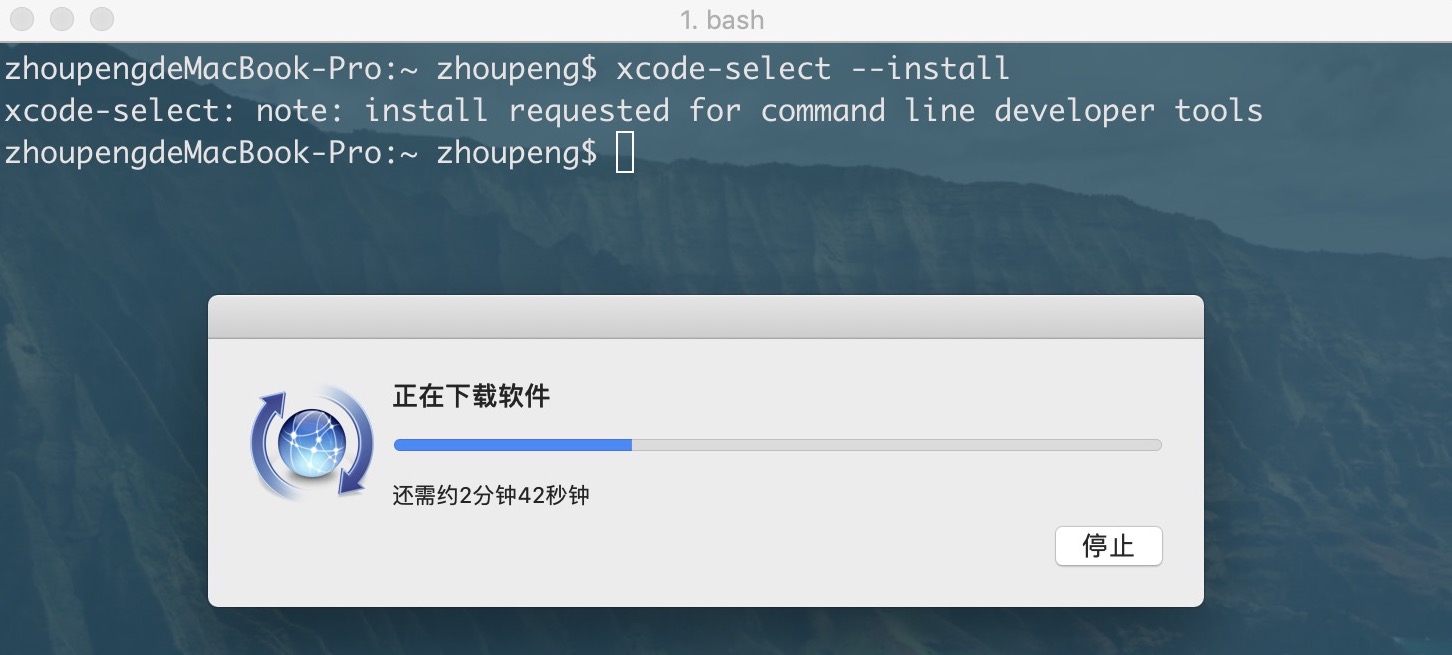 1. bash
zhoupengdeMacBook-Pro:~ zhoupeng$ xcode-select --install
xcode-select: note: install requested for command line developer tools
zhoupengdeMacBook-Pro:~ zhoupeng$
正在下载软件
还需约2分钟42秒钟
停止